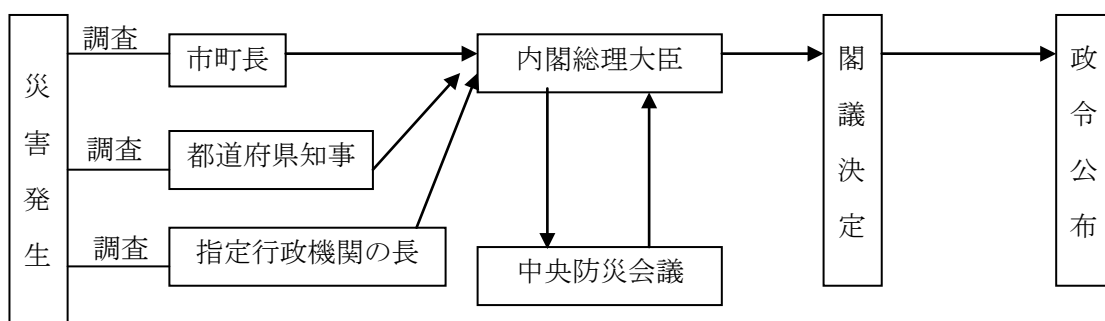 災害発生
調査
市町長
調査
都道府県知事
調査
指定行政機関の長
内閣総理大臣
中央防災会議
閣議決定
政令公布